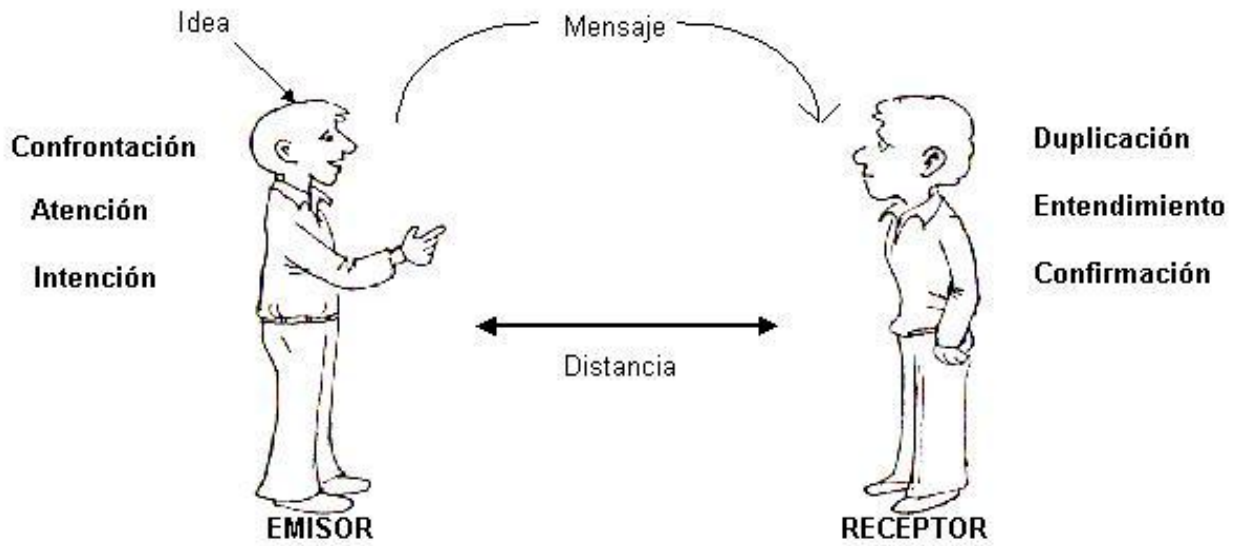 Idea
Mensaje
Confrontación
Atención
Intención
Duplicación
Entendimiento
Confirmación
Distancia
EMISOR
RECEPTOR